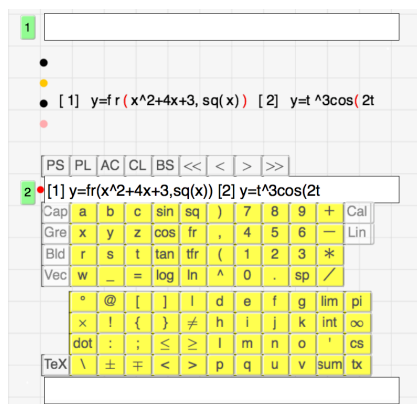 1
[1] y=fr(x^2+4x+3, sq(x)) [2] y=t^3cos(2t
PS PL AC CL BS << < > >>
2 [1] y=fr(x^2+4x+3,sq(x)) [2] y=t^3cos(2t
Cap a b c sin sq ) 7 8 9 + Cal
Gre x y z cos fr , 4 5 6 − Lin
Bld r s t tan tfr ( 1 2 3 *
Vec w _ = log ln ^ 0 . sp /
° @ [ ] l d e f g lim pi
× ! { } ≠ h i j k int ∞
dot : ; ≤ ≥ l m n o ' cs
TeX \ ± ∓ < > p q u v sum tx